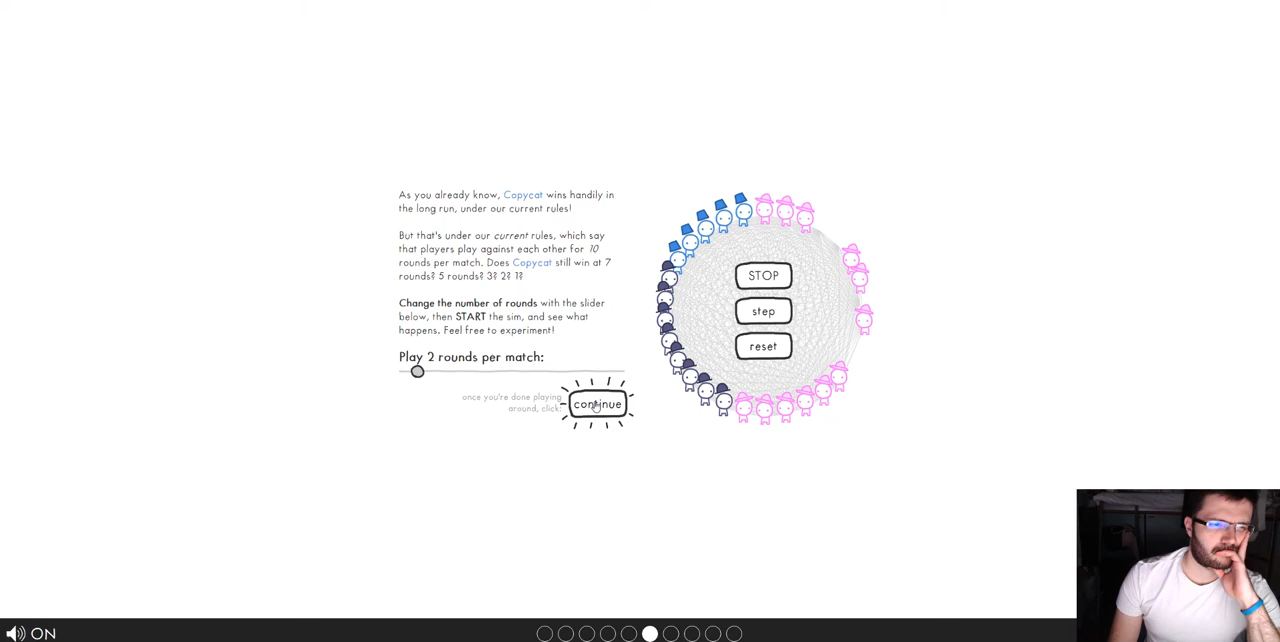 As you already know, Copycat wins handily in
the long run, under our current rules!
But that's under our current rules, which say
that players play against each other for 10
rounds per match. Does Copycat still win at 7
rounds? 5 rounds? 3? 2? 1?
Change the number of rounds with the slider
below, then START the sim, and see what
happens. Feel free to experiment!
Play 2 rounds per match:
once you're done playing
around, click:
continue
STOP
step
reset
ON